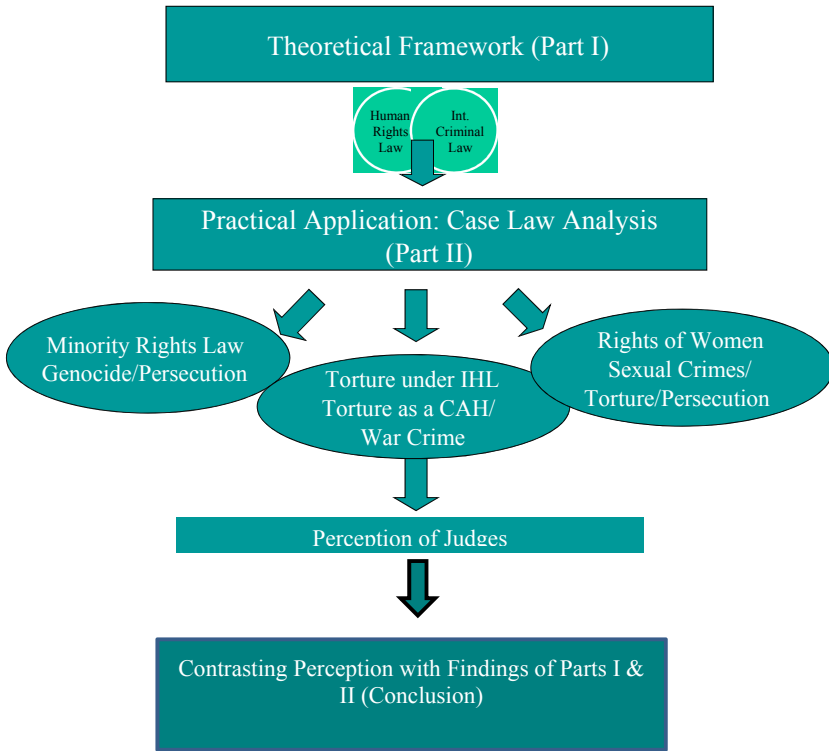 Theoretical Framework (Part I)
Human
Rights
Law
Int.
Criminal
Law
Practical Application: Case Law Analysis
(Part II)
Minority Rights Law
Genocide/Persecution
Torture under IHL
Torture as a CAH/
War Crime
Rights of Women
Sexual Crimes/
Torture/Persecution
Perception of Judges
Contrasting Perception with Findings of Parts I &
II (Conclusion)